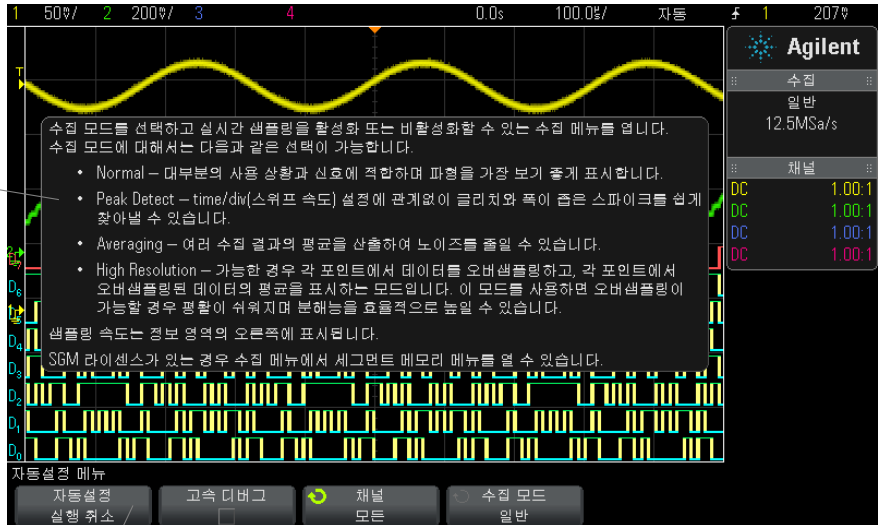 1 50%/ 2 200%/ 3 4 0.0s 100.0%/ 자동 1 207%
Agilent
수집
일반
12.5MSa/s
채널
DC 1.00:1
DC 1.00:1
DC 1.00:1
DC 1.00:1
T
수집 모드를 선택하고 실시간 샘플링을 활성화 또는 비활성화할 수 있는 수집 메뉴를 엽니다.
수집 모드에 대해서는 다음과 같은 선택이 가능합니다.
• Normal – 대부분의 사용 상황과 신호에 적합하며 파형을 가장 보기 좋게 표시합니다.
• Peak Detect – time/div(스위프 속도) 설정에 관계없이 글리치와 폭이 좁은 스파이크를 쉽게
찾아낼 수 있습니다.
• Averaging – 여러 수집 결과의 평균을 산출하여 노이즈를 줄일 수 있습니다.
• High Resolution – 가능한 경우 각 포인트에서 데이터를 오버샘플링하고, 각 포인트에서
오버샘플링된 데이터의 평균을 표시하는 모드입니다. 이 모드를 사용하면 오버샘플링이
가능할 경우 평활이 쉬워지며 분해능을 효율적으로 높일 수 있습니다.
샘플링 속도는 정보 영역의 오른쪽에 표시됩니다.
SGM 라이센스가 있는 경우 수집 메뉴에서 세그먼트 메모리 메뉴를 열 수 있습니다.
D6
D4
D3
D2
D1
D0
자동설정 메뉴
자동설정 고속 디버그 채널 수집 모드
실행 취소 모든 일반